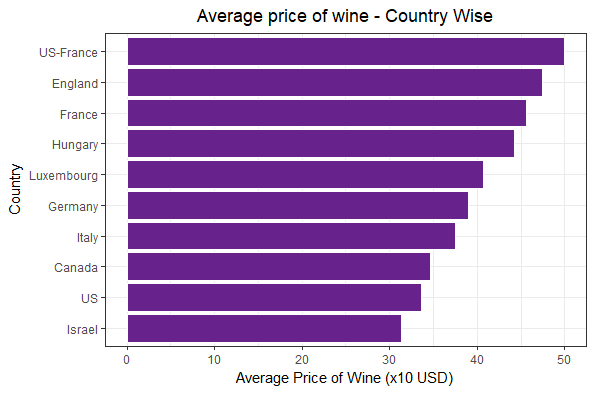 Average price of wine - Country Wise
Country
US-France
England
France
Hungary
Luxembourg
Germany
Italy
Canada
US
Israel
0 10 20 30 40 50
Average Price of Wine (x10 USD)